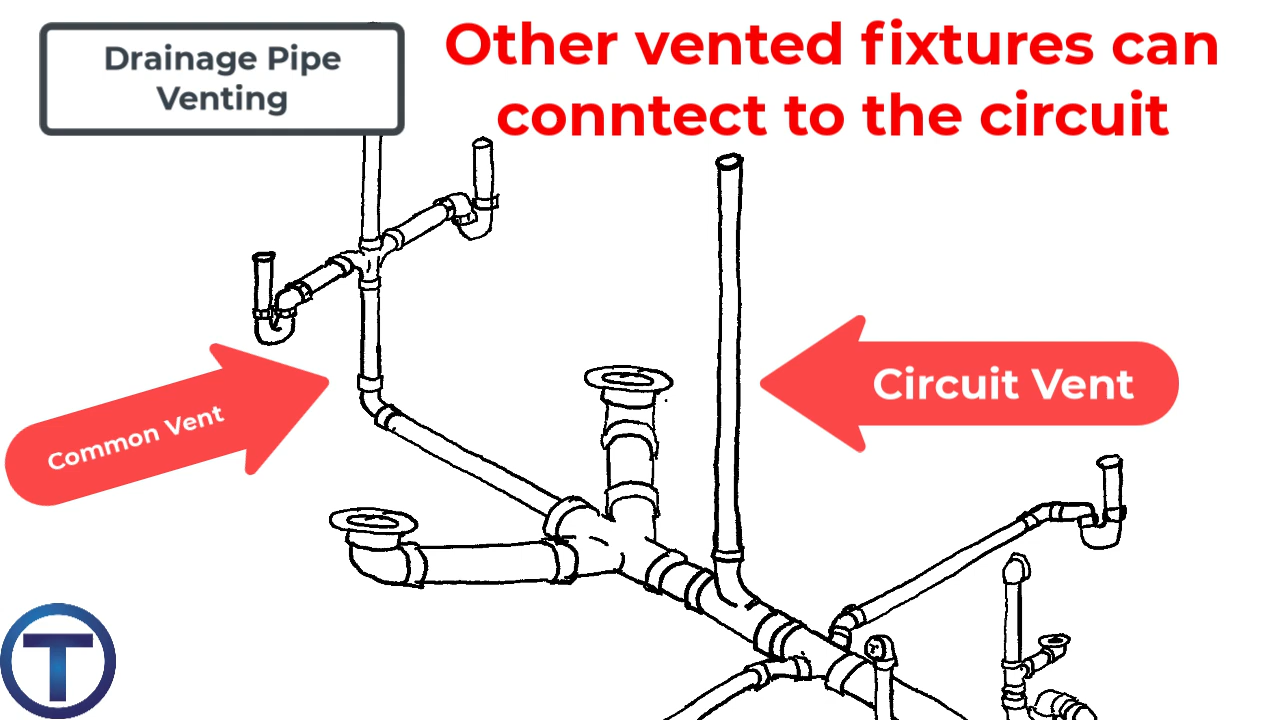 Drainage Pipe
Venting
Other vented fixtures can
conntect to the circuit
Common Vent
Circuit Vent
T